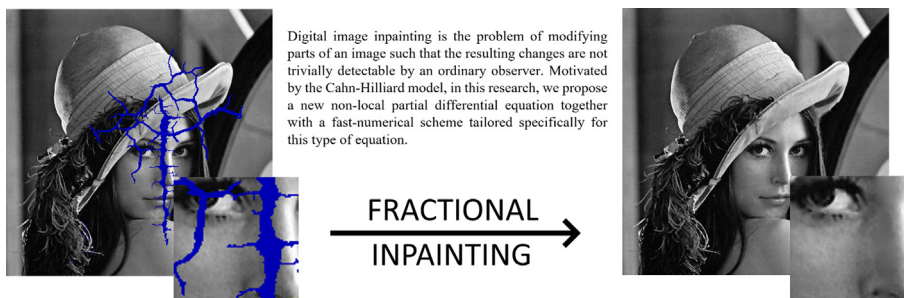 Digital image inpainting is the problem of modifying
parts of an image such that the resulting changes are not
trivially detectable by an ordinary observer. Motivated
by the Cahn-Hilliard model, in this research, we propose
a new non-local partial differential equation together
with a fast-numerical scheme tailored specifically for
this type of equation.
FRACTIONAL
INPAINTING